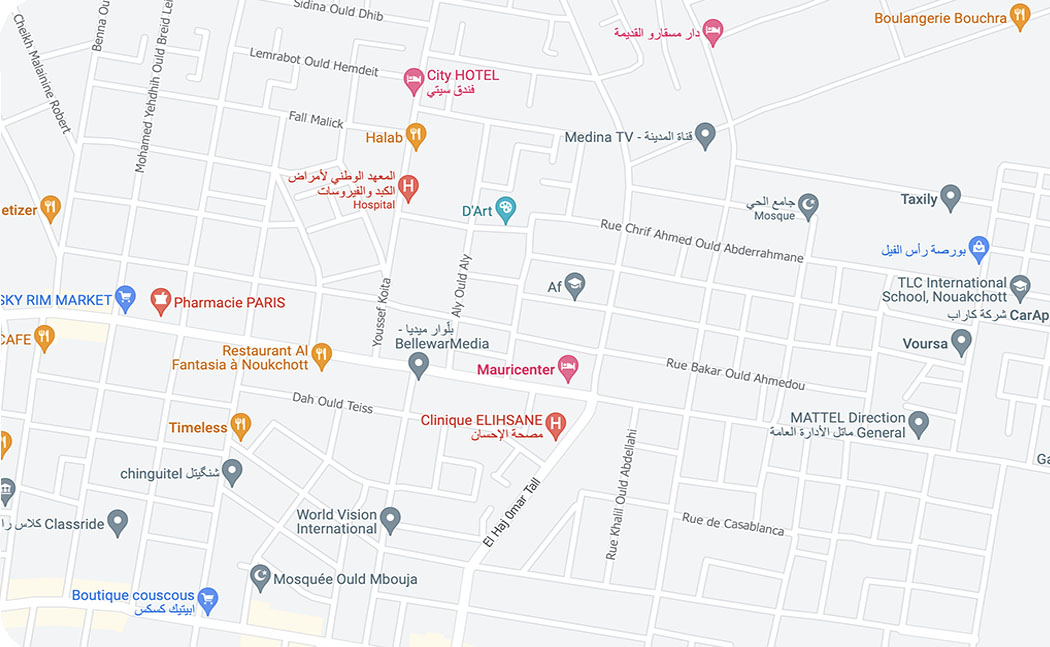 Sidina Ould Dhib
Cheikh Malainine Robert
Benna Ou
Mohamed Yehdhih Ould Breid Lei
Boulangerie Bouchra
دار مسقارو القديمة
Lemrabot Ould Hemdeit
City HOTEL
فندق سيتي
Fall Malick
Halab
Medina TV - قناة المدينة
المعهد الوطني لأمراض
الكبد والفيروسات
Hospital
etizer
D'Art
جامع الحي
Mosque
Taxily
Rue Chrif Ahmed Ould Abderrahmane
بورصة رأس الفيل
Aly Ould Aly
Youssef Koita
Af
TLC International
School, Nouakchott
SKY RIM MARKET
Pharmacie PARIS
شركة كاراب CarAp
CAFE
بلّوار ميديا -
BellewarMedia
Voursa
Restaurant Al
Fantasia à Noukchott
Mauricenter
Rue Bakar Ould Ahmedou
Dah Ould Teiss
Clinique ELIHSANE
مصحة الإحسان
MATTEL Direction
General ماتل الأدارة العامة
Timeless
Ga
chinguitel شنگيتل
Rue Khalil Ould Abdellahi
El Haj Omar Tall
World Vision
International
Rue de Casablanca
كلاس را Classride
Mosquée Ould Mbouja
Boutique couscous
ابيتيك كسكس